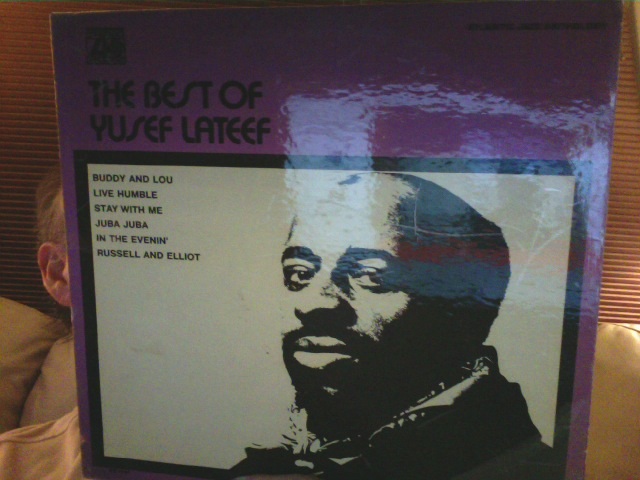 THE BEST OF
YUSEF LATEEF
BUDDY AND LOU
LIVE HUMBLE
STAY WITH ME
JUBA JUBA
IN THE EVENIN'
RUSSELL AND ELLIOT